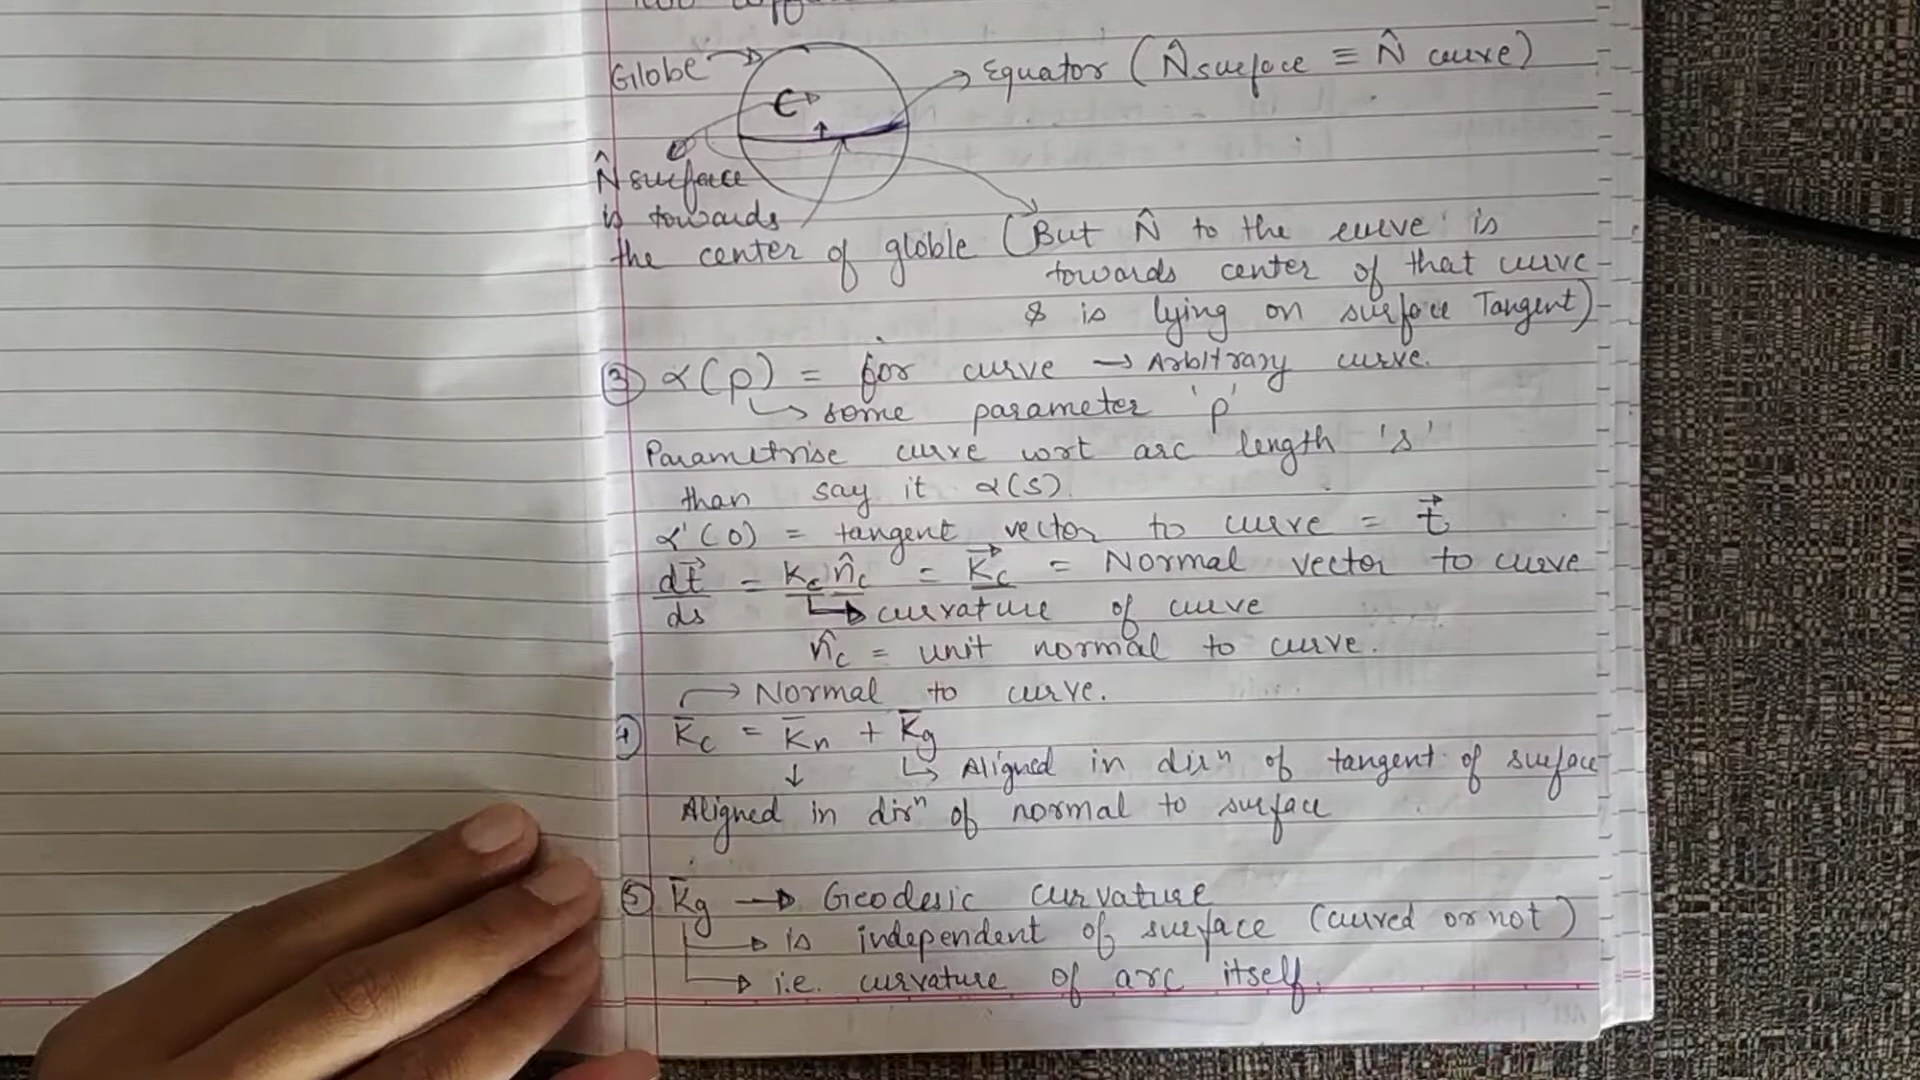 Globe
C
Equator (N̂ surface ≡ N̂ curve)
N̂ surface
is towards
the center of globle (But N̂ to the curve is
towards center of that curve
& is lying on surface Tangent)
③ α(p) = for curve → Arbitrary curve.
↳ some parameter 'p'
Parametrise curve wrt arc length 's'
than say it α(s).
α'(0) = tangent vector to curve = t⃗
dt⃗/ds = Kc n̂c = K⃗c = Normal vector to curve
↳ curvature of curve
n̂c = unit normal to curve.
→ Normal to curve.
④ K̄c = K̄n + K̄g
↳ Aligned in dirⁿ of tangent of surface
↓
Aligned in dirⁿ of normal to surface
⑤ K̄g → Geodesic curvature
→ is independent of surface (curved or not)
→ i.e. curvature of arc itself.